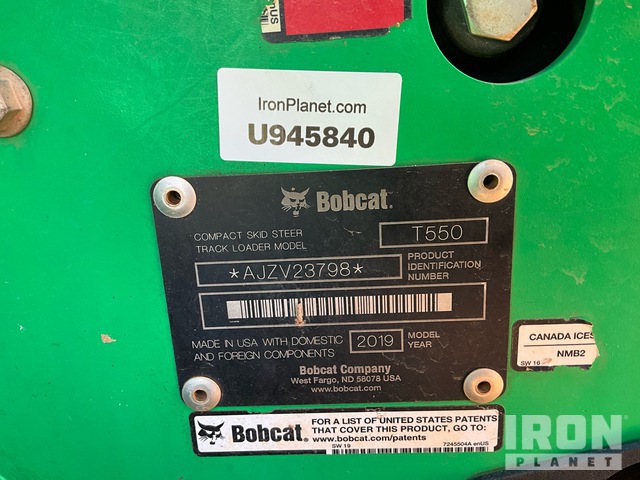 nus
IronPlanet.com
U945840
Bobcat.
COMPACT SKID STEER
TRACK LOADER MODEL
T550
*AJZV23798*
PRODUCT
IDENTIFICATION
NUMBER
MADE IN USA WITH DOMESTIC
AND FOREIGN COMPONENTS
2019
MODEL
YEAR
Bobcat Company
West Fargo, ND 58078 USA
www.bobcat.com
CANADA ICES
NMB2
SW 16
Bobcat.
FOR A LIST OF UNITED STATES PATENTS
THAT COVER THIS PRODUCT, GO TO:
www.bobcat.com/patents
SW 19
7245504A enUS
IRON
PLANET